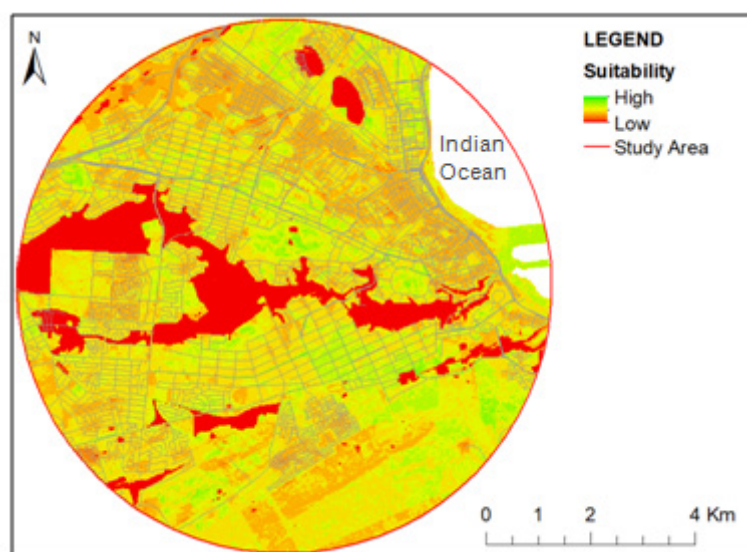 N
LEGEND
Suitability
High
Low
Study Area
Indian
Ocean
0 1 2 4 Km